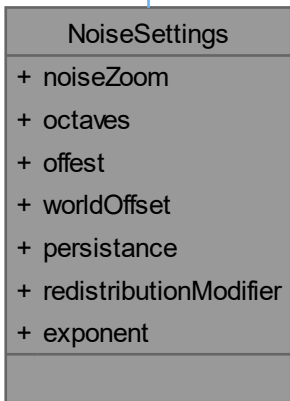 NoiseSettings
+ noiseZoom
+ octaves
+ offest
+ worldOffset
+ persistance
+ redistributionModifier
+ exponent